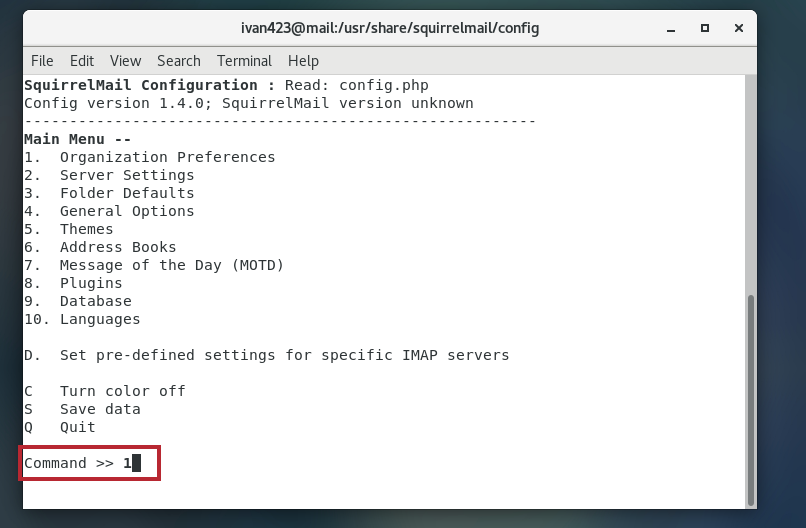 ivan423@mail:/usr/share/squirrelmail/config
File Edit View Search Terminal Help
SquirrelMail Configuration : Read: config.php
Config version 1.4.0; SquirrelMail version unknown
---------------------------------------------------------
Main Menu --
1.  Organization Preferences
2.  Server Settings
3.  Folder Defaults
4.  General Options
5.  Themes
6.  Address Books
7.  Message of the Day (MOTD)
8.  Plugins
9.  Database
10. Languages
D.  Set pre-defined settings for specific IMAP servers
C   Turn color off
S   Save data
Q   Quit
Command >> 1